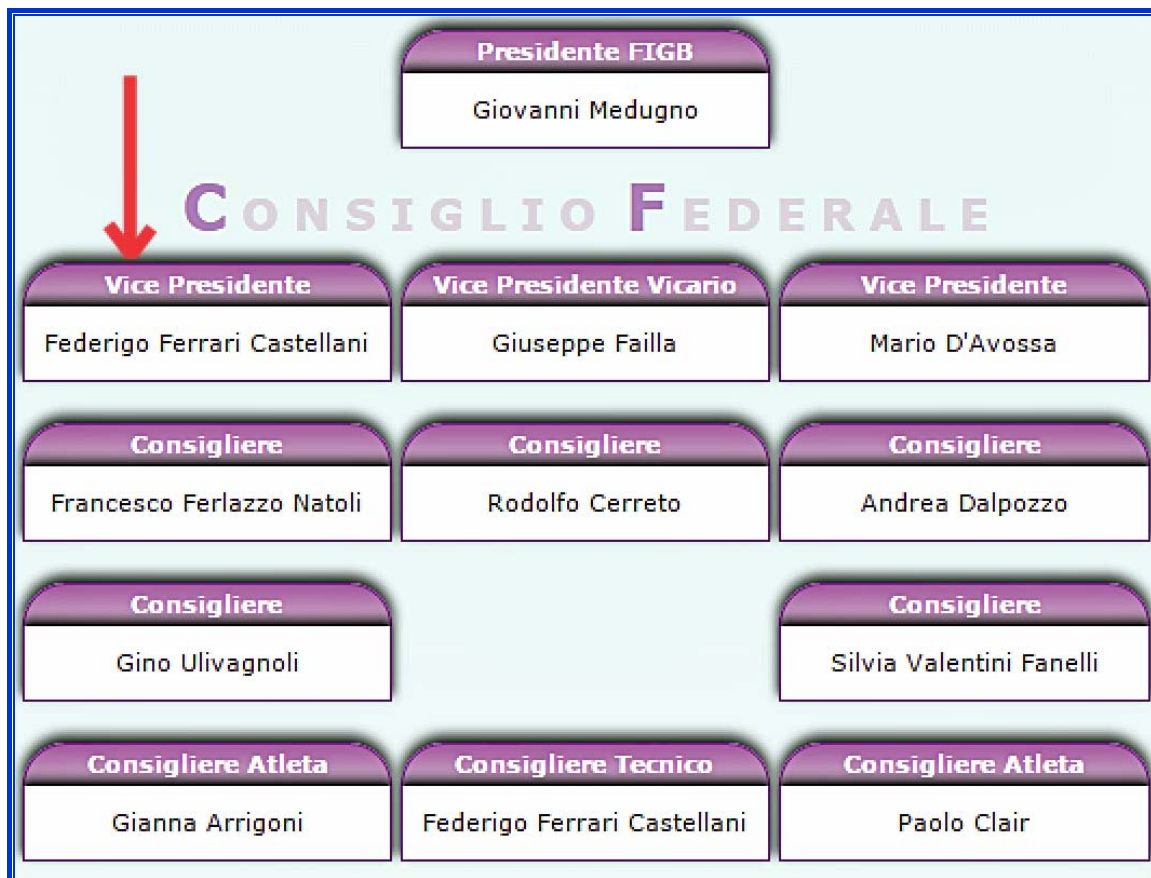 Presidente FIGB
Giovanni Medugno
CONSIGLIO FEDERALE
Vice Presidente
Federigo Ferrari Castellani
Vice Presidente Vicario
Giuseppe Failla
Vice Presidente
Mario D'Avossa
Consigliere
Francesco Ferlazzo Natoli
Consigliere
Rodolfo Cerreto
Consigliere
Andrea Dalpozzo
Consigliere
Gino Ulivagnoli
Consigliere
Silvia Valentini Fanelli
Consigliere Atleta
Gianna Arrigoni
Consigliere Tecnico
Federigo Ferrari Castellani
Consigliere Atleta
Paolo Clair